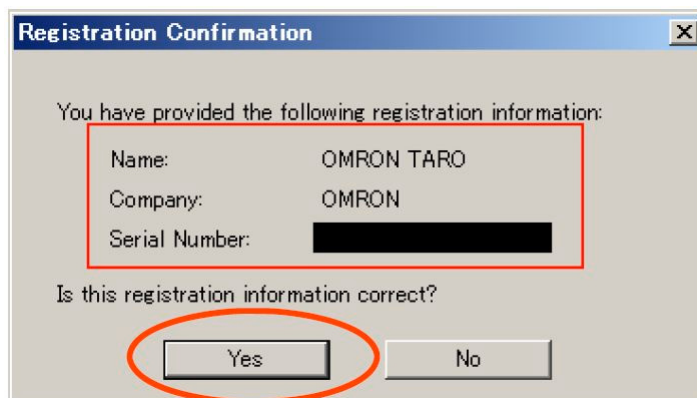 Registration Confirmation
You have provided the following registration information:
Name: OMRON TARO
Company: OMRON
Serial Number:
Is this registration information correct?
Yes No